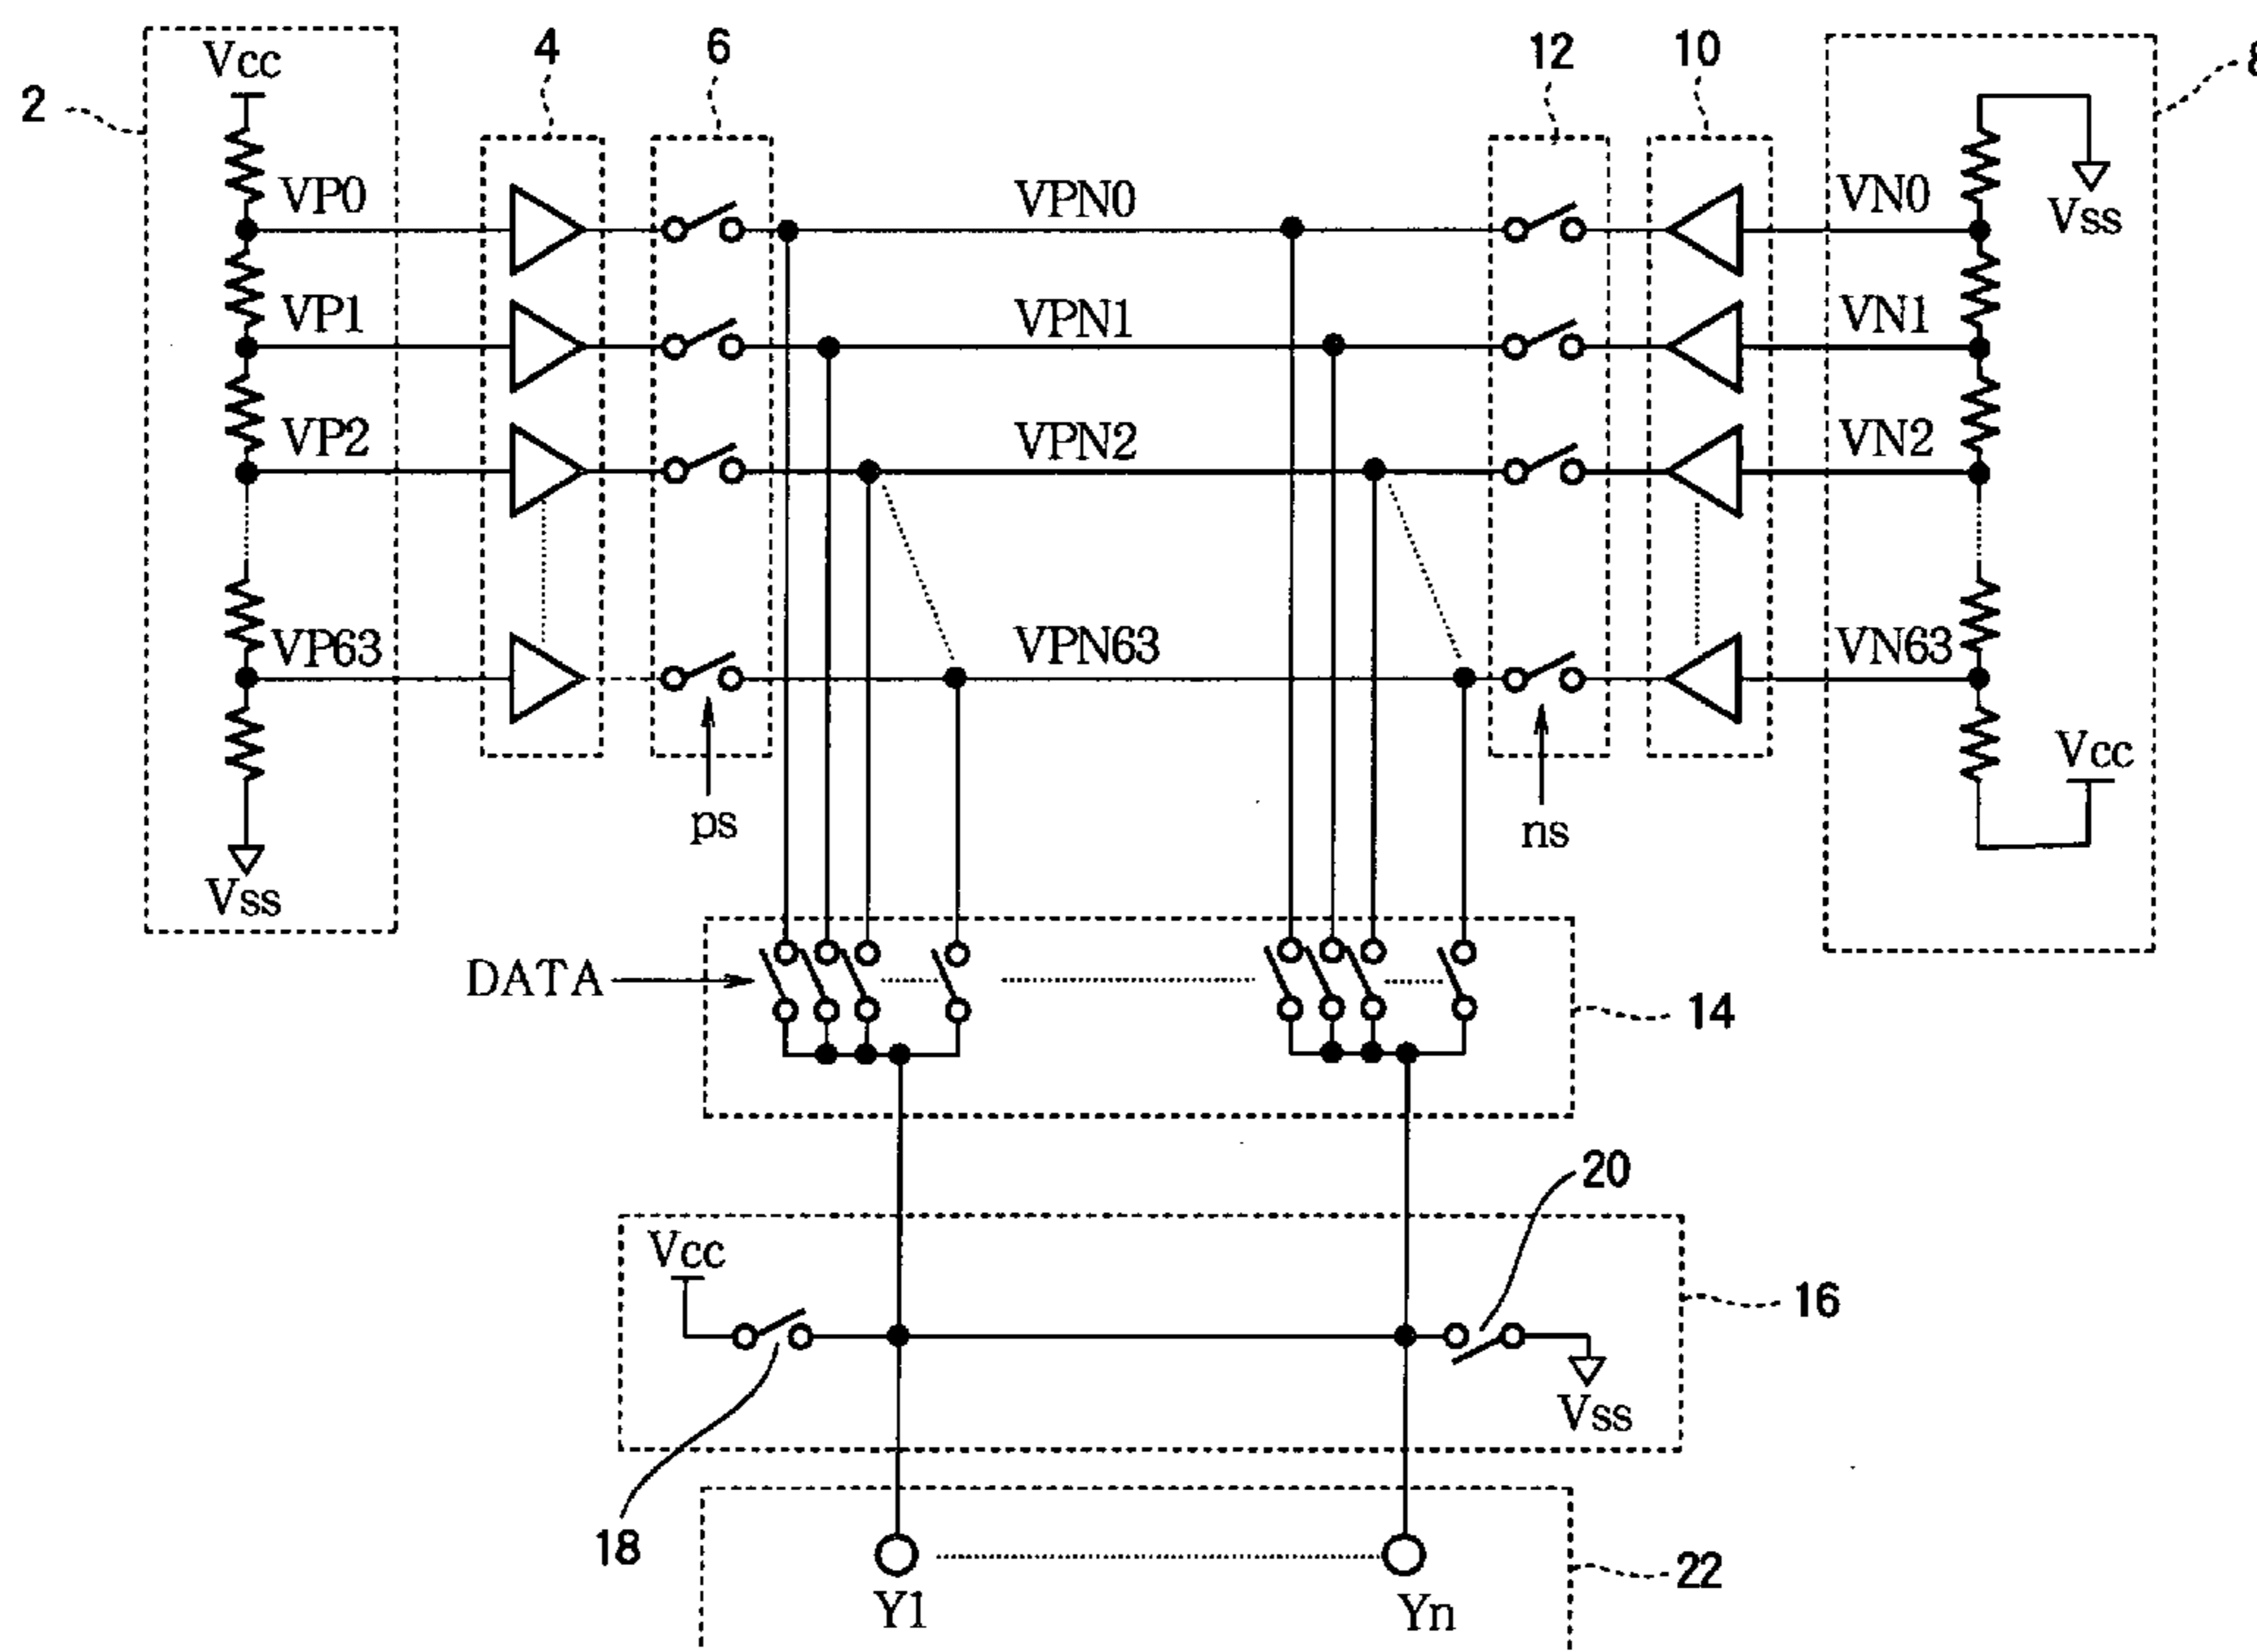 4
6
12
10
8
Vcc
2
VP0
VPN0
VN0
Vss
VP1
VPN1
VN1
VP2
VPN2
VN2
VP63
VPN63
VN63
Vcc
ps
ns
Vss
DATA
14
20
Vcc
16
Vss
18
22
Y1
Yn